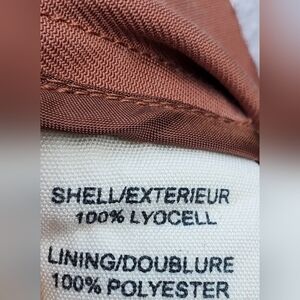 SHELL/EXTERIEUR
100% LYOCELL
LINING/DOUBLURE
100% POLYESTER